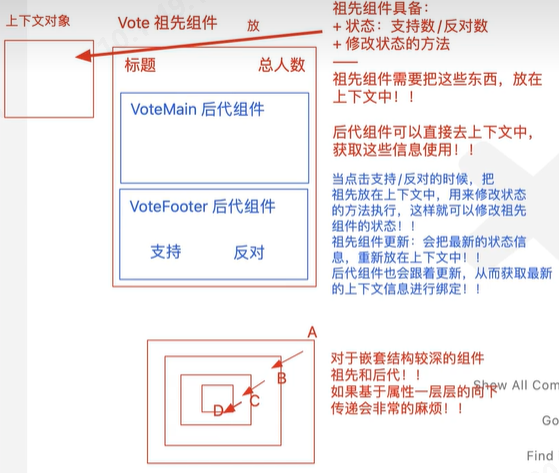 上下文对象
Vote 祖先组件
放
标题
总人数
VoteMain 后代组件
VoteFooter 后代组件
支持
反对
祖先组件具备：
+ 状态：支持数/反对数
+ 修改状态的方法
——
祖先组件需要把这些东西，放在
上下文中！！
后代组件可以直接去上下文中，
获取这些信息使用！！
当点击支持/反对的时候，把
祖先放在上下文中，用来修改状态
的方法执行，这样就可以修改祖先
组件的状态！！
祖先组件更新：会把最新的状态信
息，重新放在上下文中！！
后代组件也会跟着更新，从而获取最新
的上下文信息进行绑定！！
A
B
C
D
对于嵌套结构较深的组件
祖先和后代！！
如果基于属性一层层的向下
传递会非常的麻烦！！
Show All Com
Go
Find